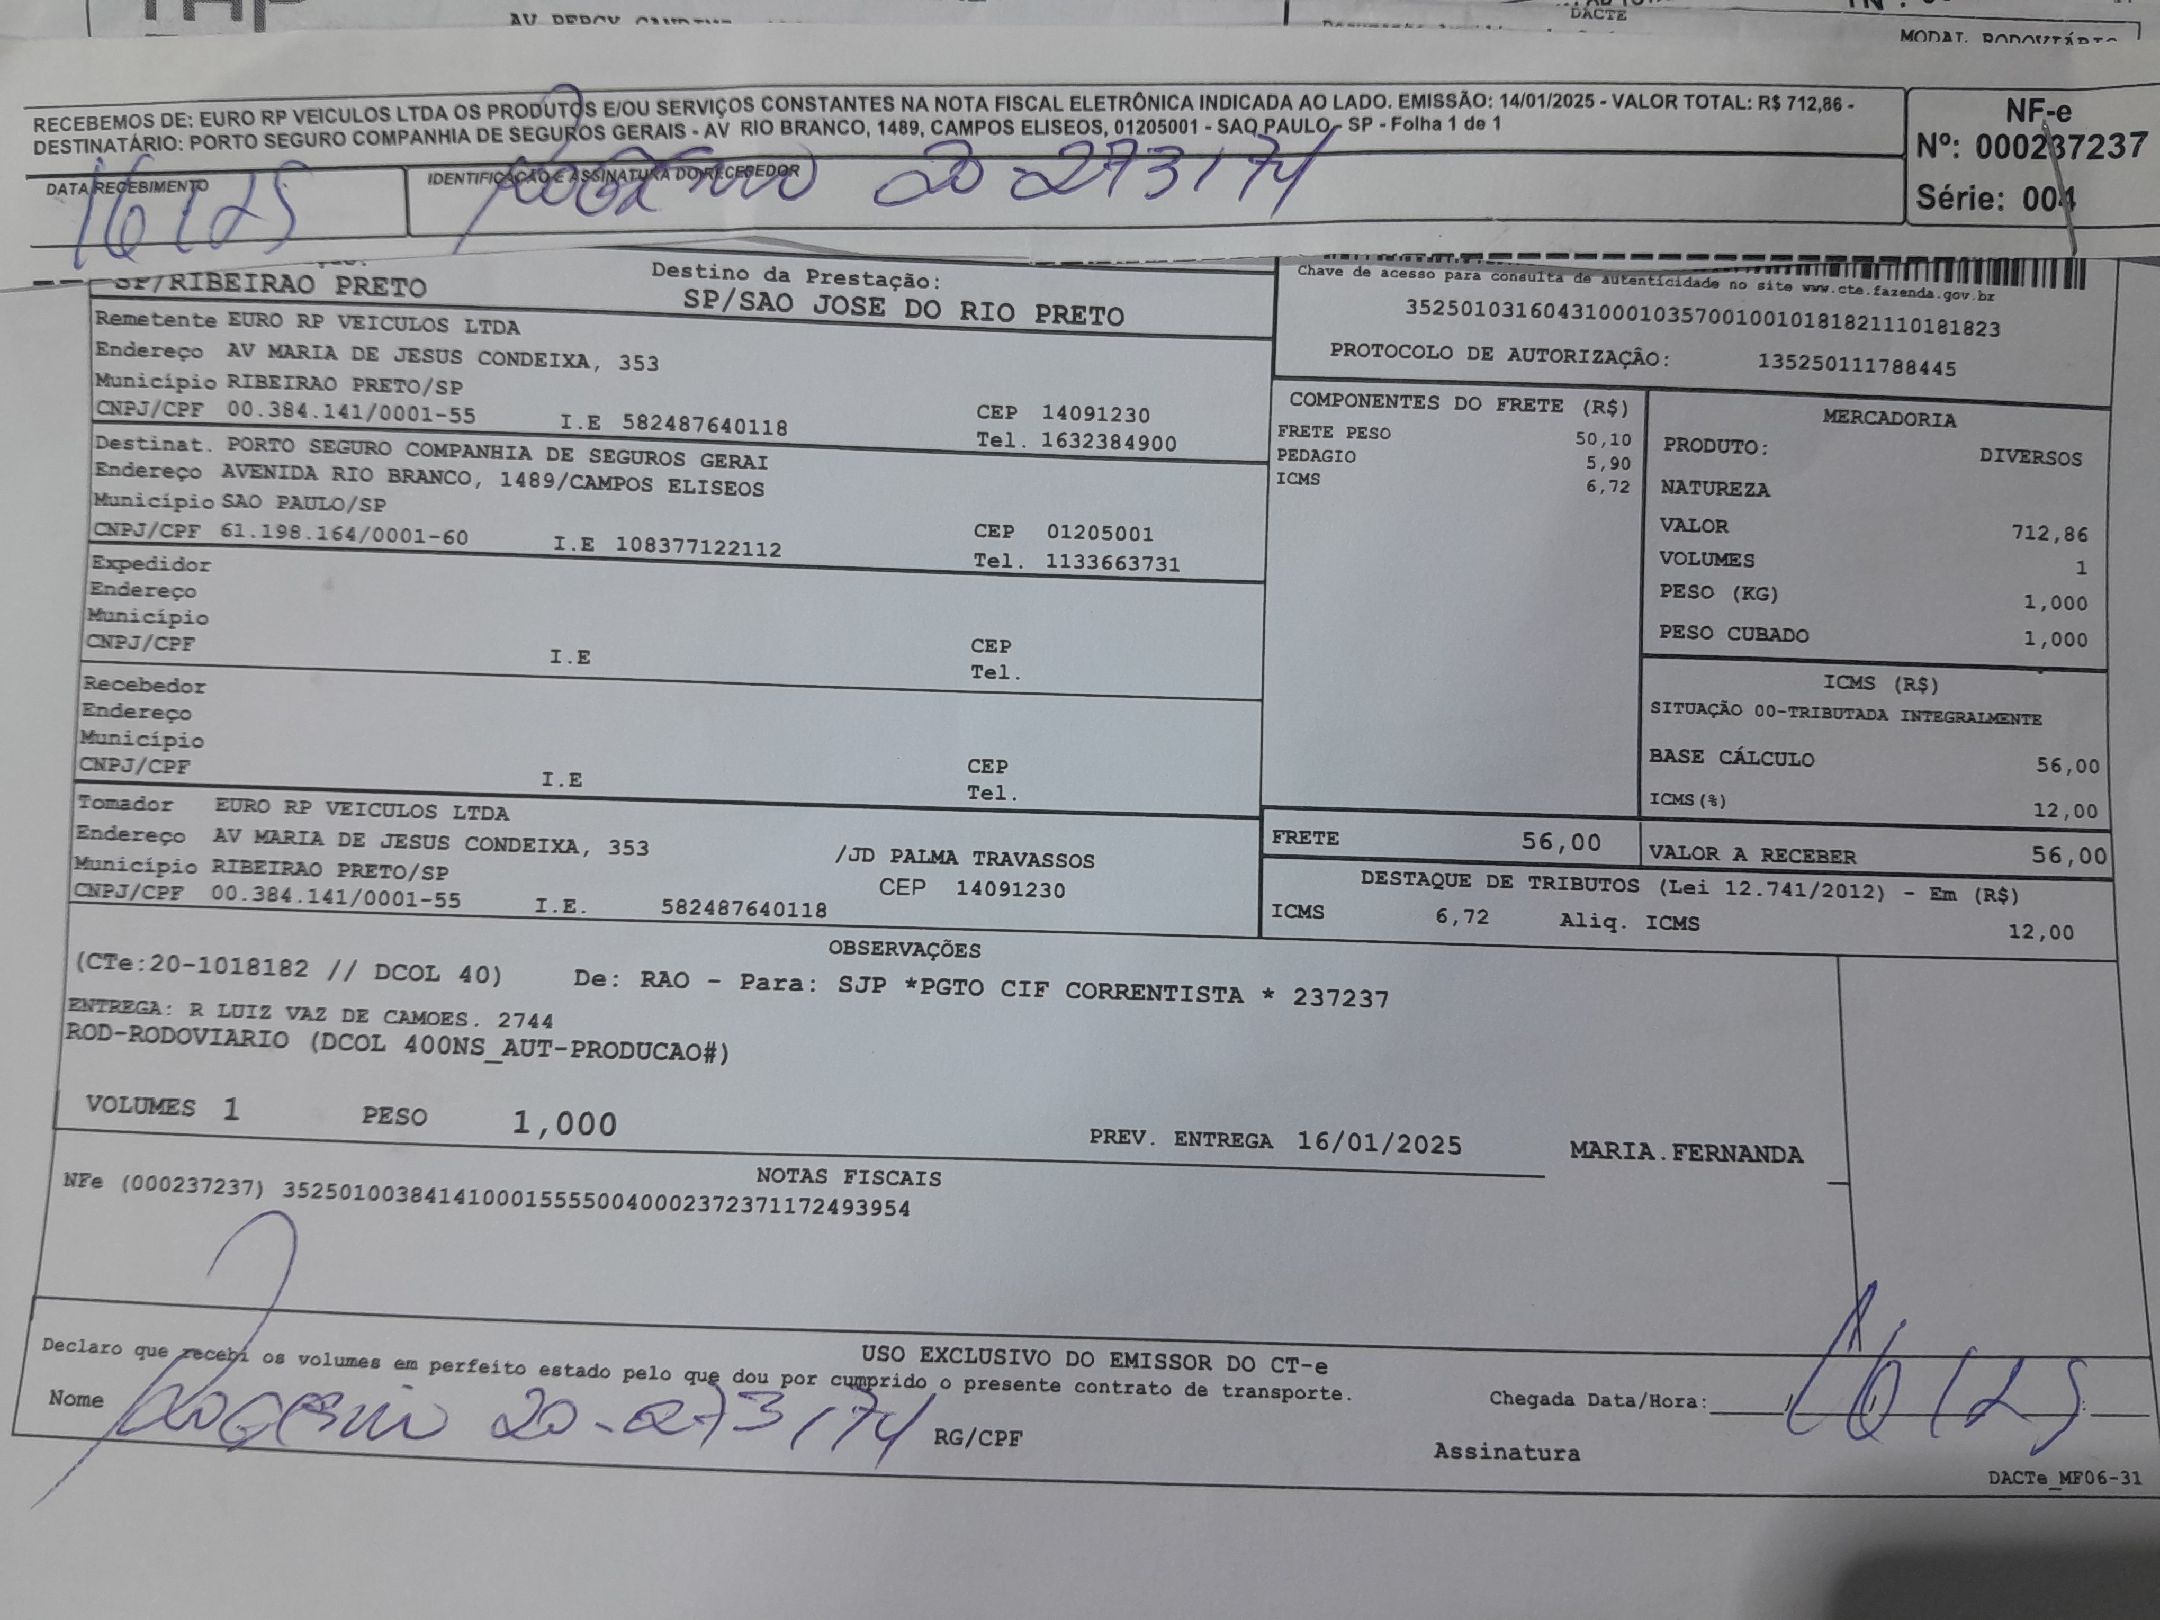 DACTE
MODAL RODOVIÁRIO
RECEBEMOS DE: EURO RP VEICULOS LTDA OS PRODUTOS E/OU SERVIÇOS CONSTANTES NA NOTA FISCAL ELETRÔNICA INDICADA AO LADO. EMISSÃO: 14/01/2025 - VALOR TOTAL: R$ 712,86 -
DESTINATÁRIO: PORTO SEGURO COMPANHIA DE SEGUROS GERAIS - AV RIO BRANCO, 1489, CAMPOS ELISEOS, 01205001 - SAO PAULO - SP - Folha 1 de 1
NF-e
Nº: 000237237
Série: 004
DATA RECEBIMENTO
IDENTIFICAÇÃO E ASSINATURA DO RECEBEDOR
16 1 25
20-273174
SP/RIBEIRAO PRETO
Destino da Prestação:
SP/SAO JOSE DO RIO PRETO
Chave de acesso para consulta de autenticidade no site www.cte.fazenda.gov.br
35250103160431000103570010010181821110181823
PROTOCOLO DE AUTORIZAÇÃO: 135250111788445
Remetente EURO RP VEICULOS LTDA
Endereço AV MARIA DE JESUS CONDEIXA, 353
Município RIBEIRAO PRETO/SP
CNPJ/CPF 00.384.141/0001-55 I.E 582487640118
CEP 14091230
Tel. 1632384900
Destinat. PORTO SEGURO COMPANHIA DE SEGUROS GERAI
Endereço AVENIDA RIO BRANCO, 1489/CAMPOS ELISEOS
Município SAO PAULO/SP
CNPJ/CPF 61.198.164/0001-60 I.E 108377122112
CEP 01205001
Tel. 1133663731
Expedidor
Endereço
Município
CNPJ/CPF I.E
CEP
Tel.
Recebedor
Endereço
Município
CNPJ/CPF I.E
CEP
Tel.
Tomador EURO RP VEICULOS LTDA
Endereço AV MARIA DE JESUS CONDEIXA, 353 /JD PALMA TRAVASSOS
Município RIBEIRAO PRETO/SP CEP 14091230
CNPJ/CPF 00.384.141/0001-55 I.E. 582487640118
COMPONENTES DO FRETE (R$)
FRETE PESO 50,10
PEDAGIO 5,90
ICMS 6,72
MERCADORIA
PRODUTO: DIVERSOS
NATUREZA
VALOR 712,86
VOLUMES 1
PESO (KG) 1,000
PESO CUBADO 1,000
ICMS (R$)
SITUAÇÃO 00-TRIBUTADA INTEGRALMENTE
BASE CÁLCULO 56,00
ICMS(%) 12,00
FRETE 56,00
VALOR A RECEBER 56,00
DESTAQUE DE TRIBUTOS (Lei 12.741/2012) - Em (R$)
ICMS 6,72 Aliq. ICMS 12,00
OBSERVAÇÕES
(CTe:20-1018182 // DCOL 40) De: RAO - Para: SJP *PGTO CIF CORRENTISTA * 237237
ENTREGA: R LUIZ VAZ DE CAMOES. 2744
ROD-RODOVIARIO (DCOL 400NS_AUT-PRODUCAO#)
VOLUMES 1 PESO 1,000
PREV. ENTREGA 16/01/2025 MARIA.FERNANDA
NOTAS FISCAIS
NFe (000237237) 35250100384141000155550040002372371172493954
USO EXCLUSIVO DO EMISSOR DO CT-e
Declaro que recebi os volumes em perfeito estado pelo que dou por cumprido o presente contrato de transporte.
Nome 20-273174 RG/CPF
Chegada Data/Hora: 16 1 25
Assinatura
DACTe_MF06-31